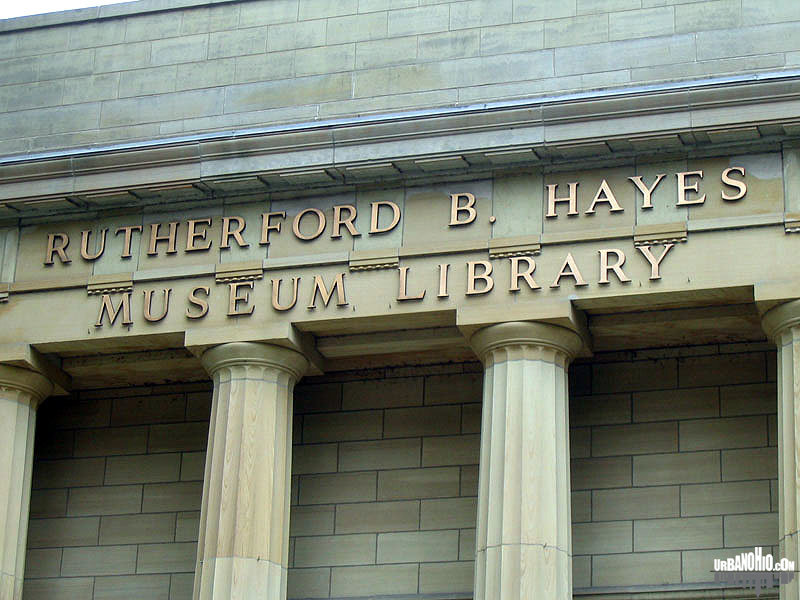 RUTHERFORD B. HAYES
MUSEUM LIBRARY
URBANOHIO.COM